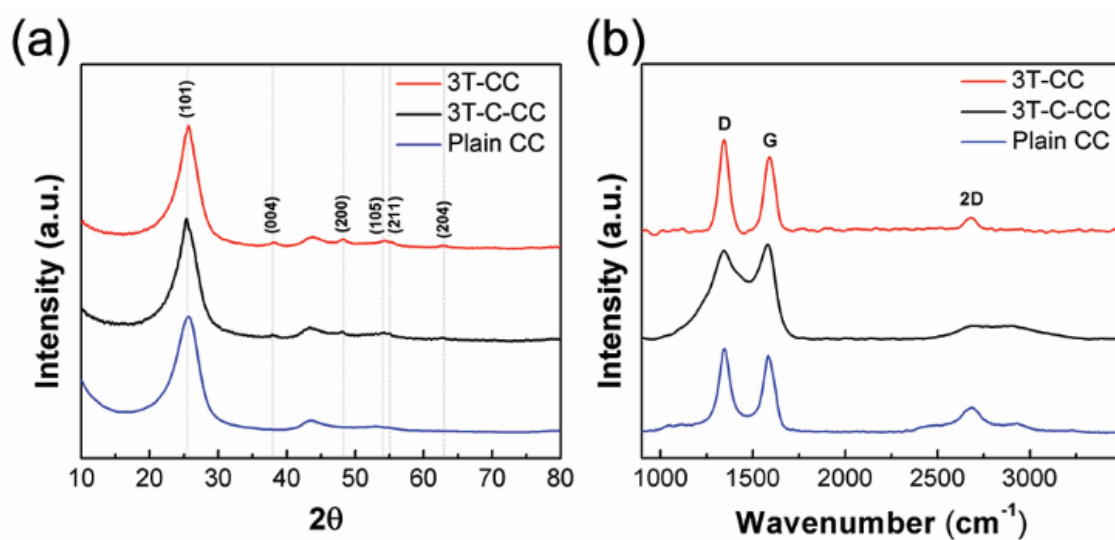 (a)
(b)
3T-CC
3T-C-CC
Plain CC
(101)
(004)
(200)
(105)
(211)
(204)
Intensity (a.u.)
10 20 30 40 50 60 70 80
2θ
3T-CC
3T-C-CC
Plain CC
D
G
2D
Intensity (a.u.)
1000 1500 2000 2500 3000
Wavenumber (cm⁻¹)